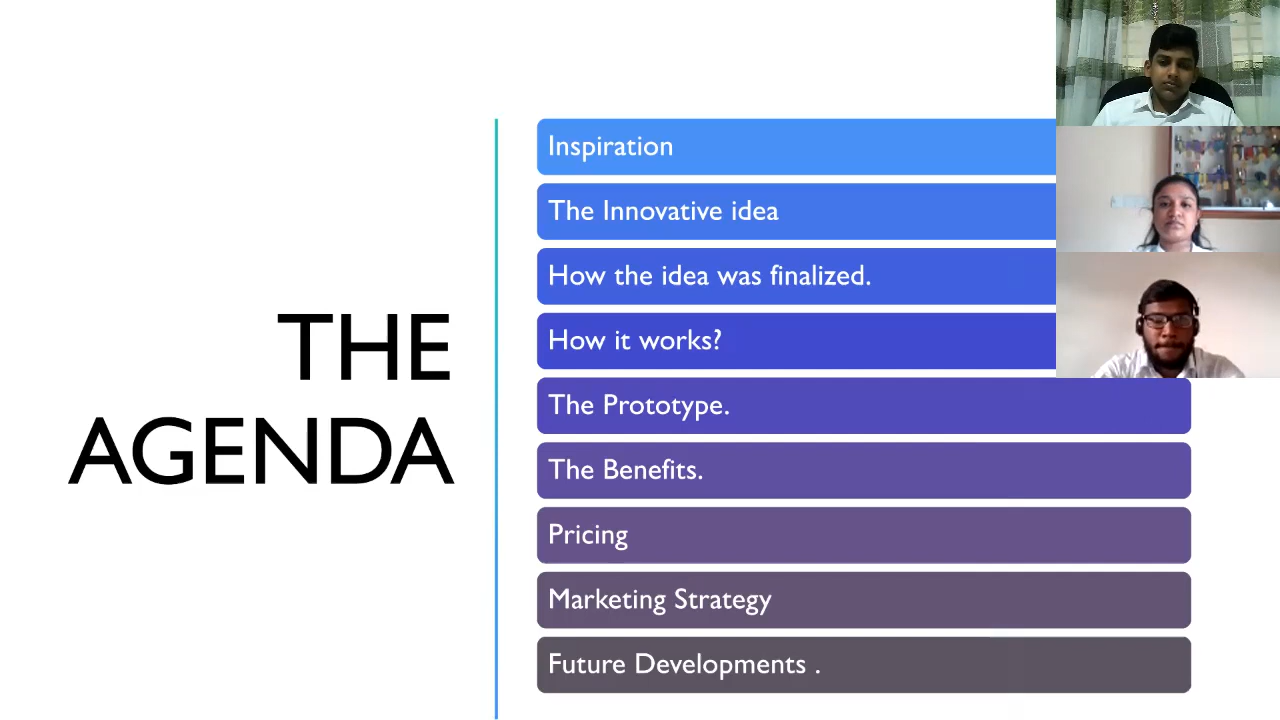 THE
AGENDA
Inspiration
The Innovative idea
How the idea was finalized.
How it works?
The Prototype.
The Benefits.
Pricing
Marketing Strategy
Future Developments .